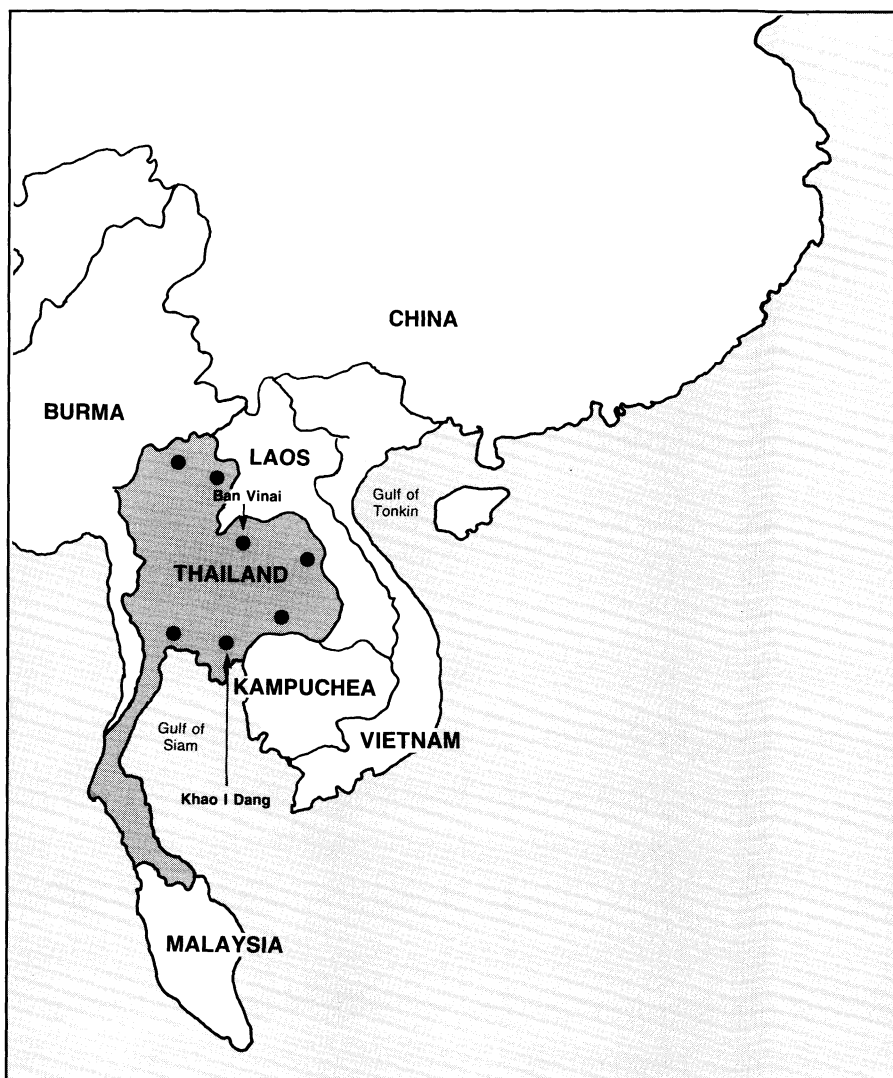 CHINA
BURMA
LAOS
Ban Vinai
Gulf of
Tonkin
THAILAND
KAMPUCHEA
Gulf of
Siam
VIETNAM
Khao I Dang
MALAYSIA